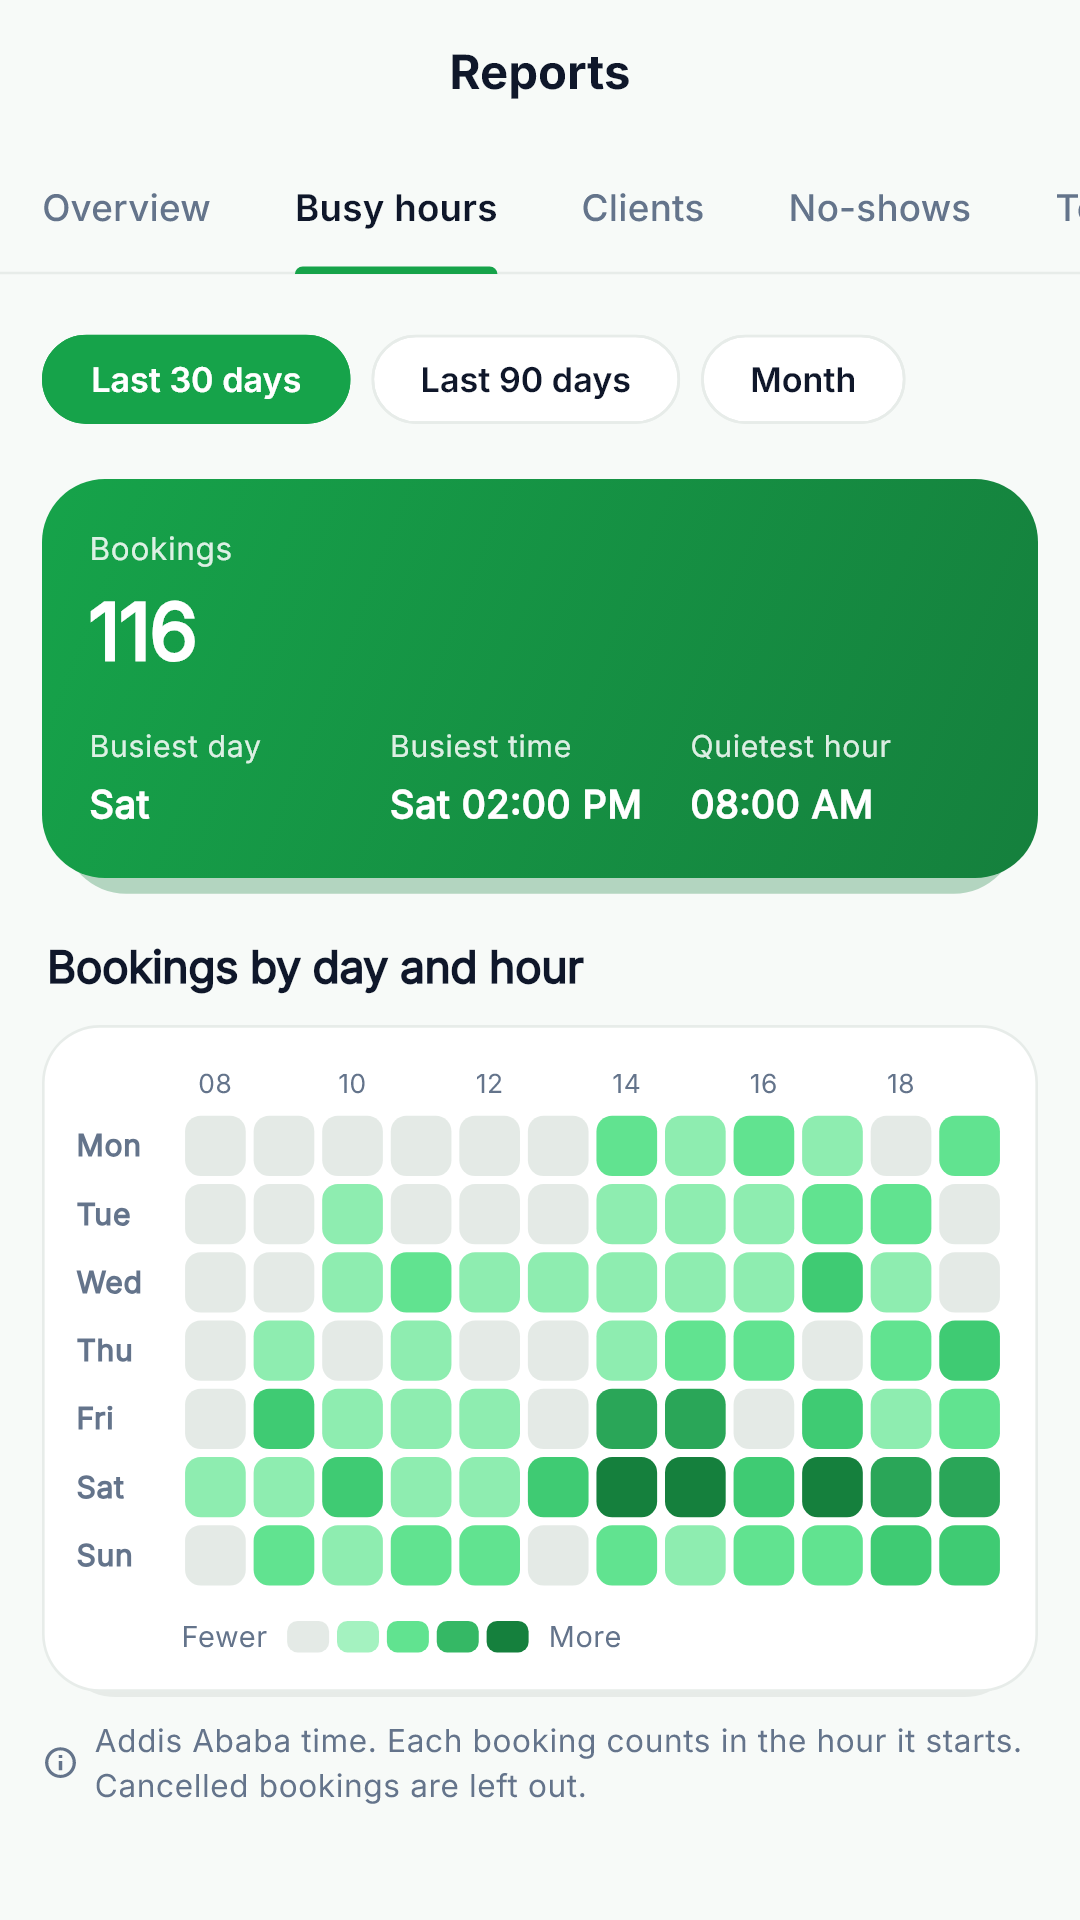 Reports
Overview Busy hours Clients No-shows
Last 30 days Last 90 days Month
Bookings
116
Busiest day Busiest time Quietest hour
Sat Sat 02:00 PM 08:00 AM
Bookings by day and hour
08 10 12 14 16 18
Mon
Tue
Wed
Thu
Fri
Sat
Sun
Fewer More
Addis Ababa time. Each booking counts in the hour it starts.
Cancelled bookings are left out.